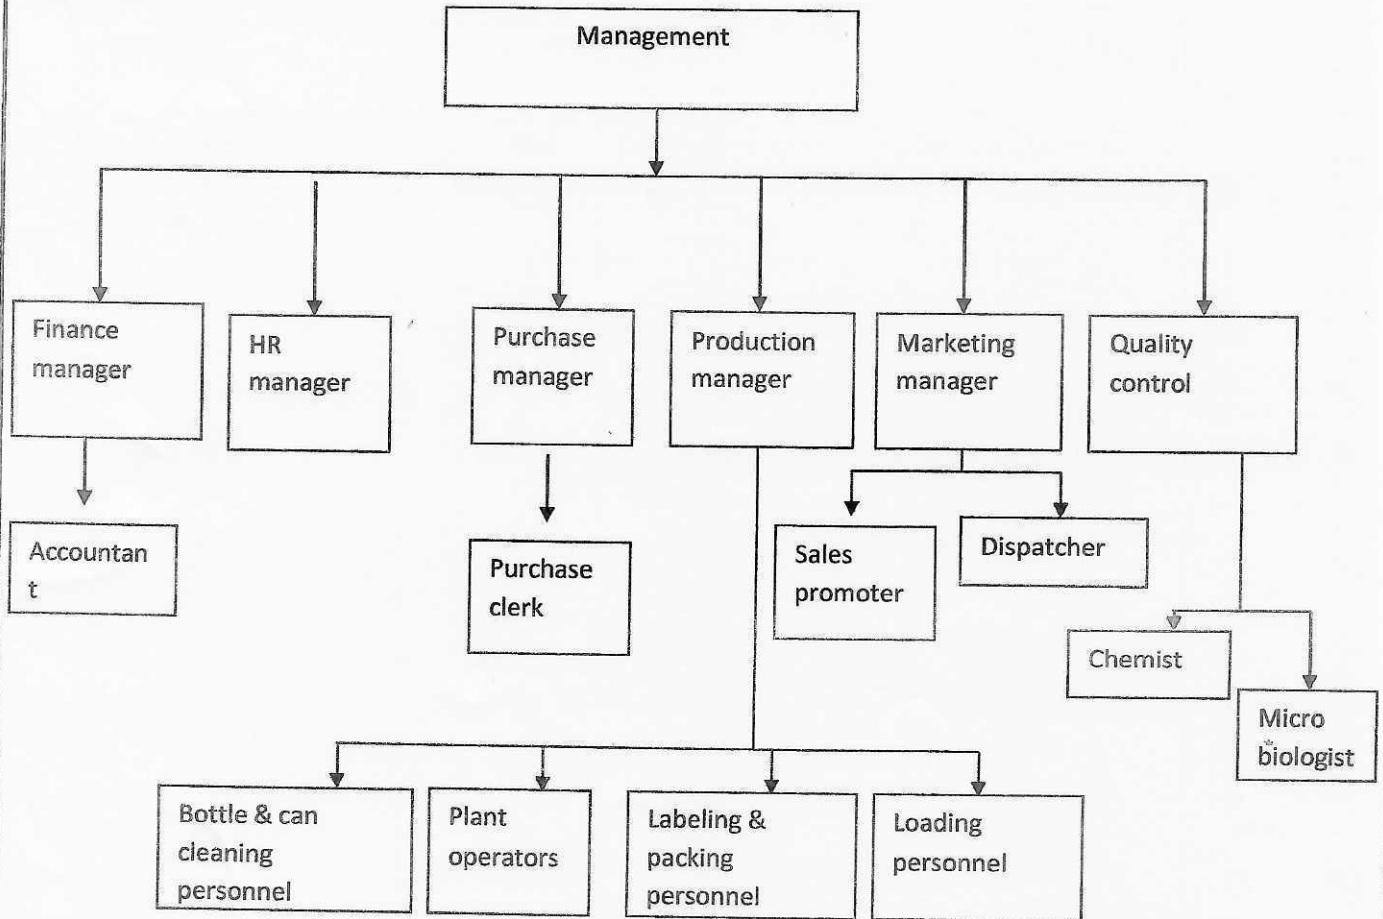 Management
Finance
manager
HR
manager
Purchase
manager
Production
manager
Marketing
manager
Quality
control
Accountan
t
Purchase
clerk
Sales
promoter
Dispatcher
Chemist
Micro
biologist
Bottle & can
cleaning
personnel
Plant
operators
Labeling &
packing
personnel
Loading
personnel